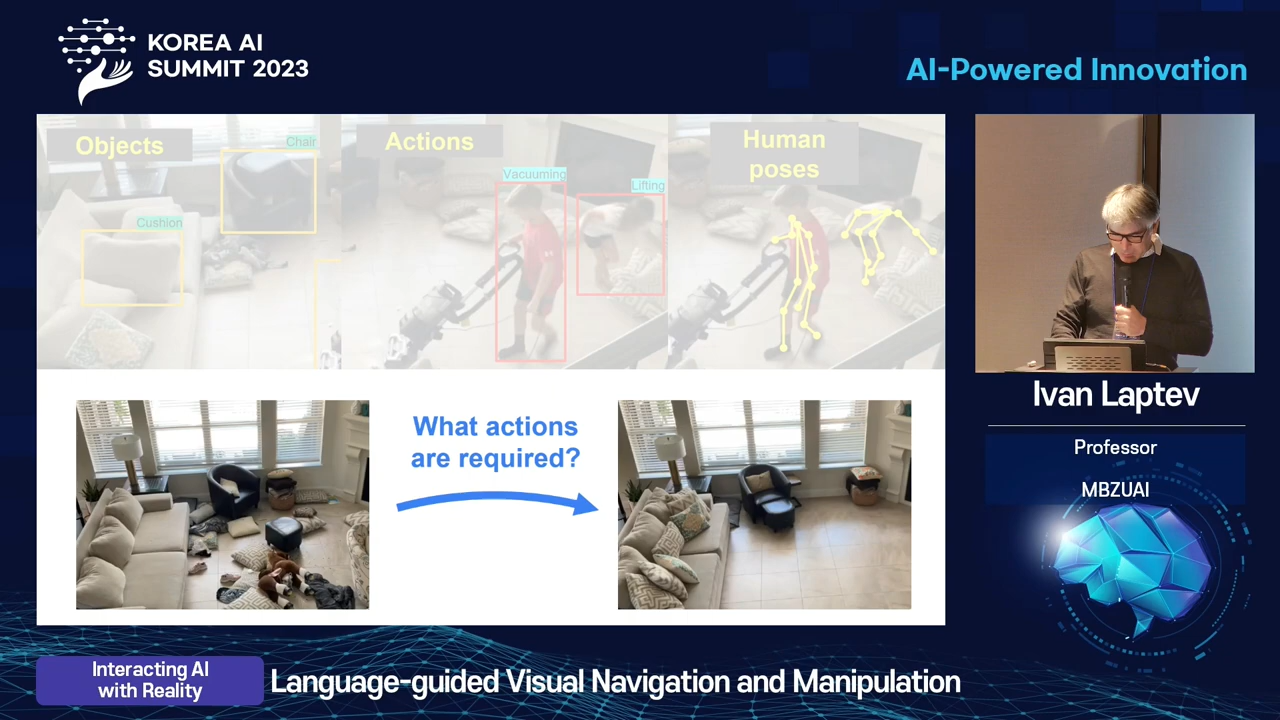 KOREA AI
SUMMIT 2023
AI-Powered Innovation
Objects
Chair
Cushion
Actions
Vacuuming
Lifting
Human
poses
What actions
are required?
Ivan Laptev
Professor
MBZUAI
Interacting AI
with Reality
Language-guided Visual Navigation and Manipulation